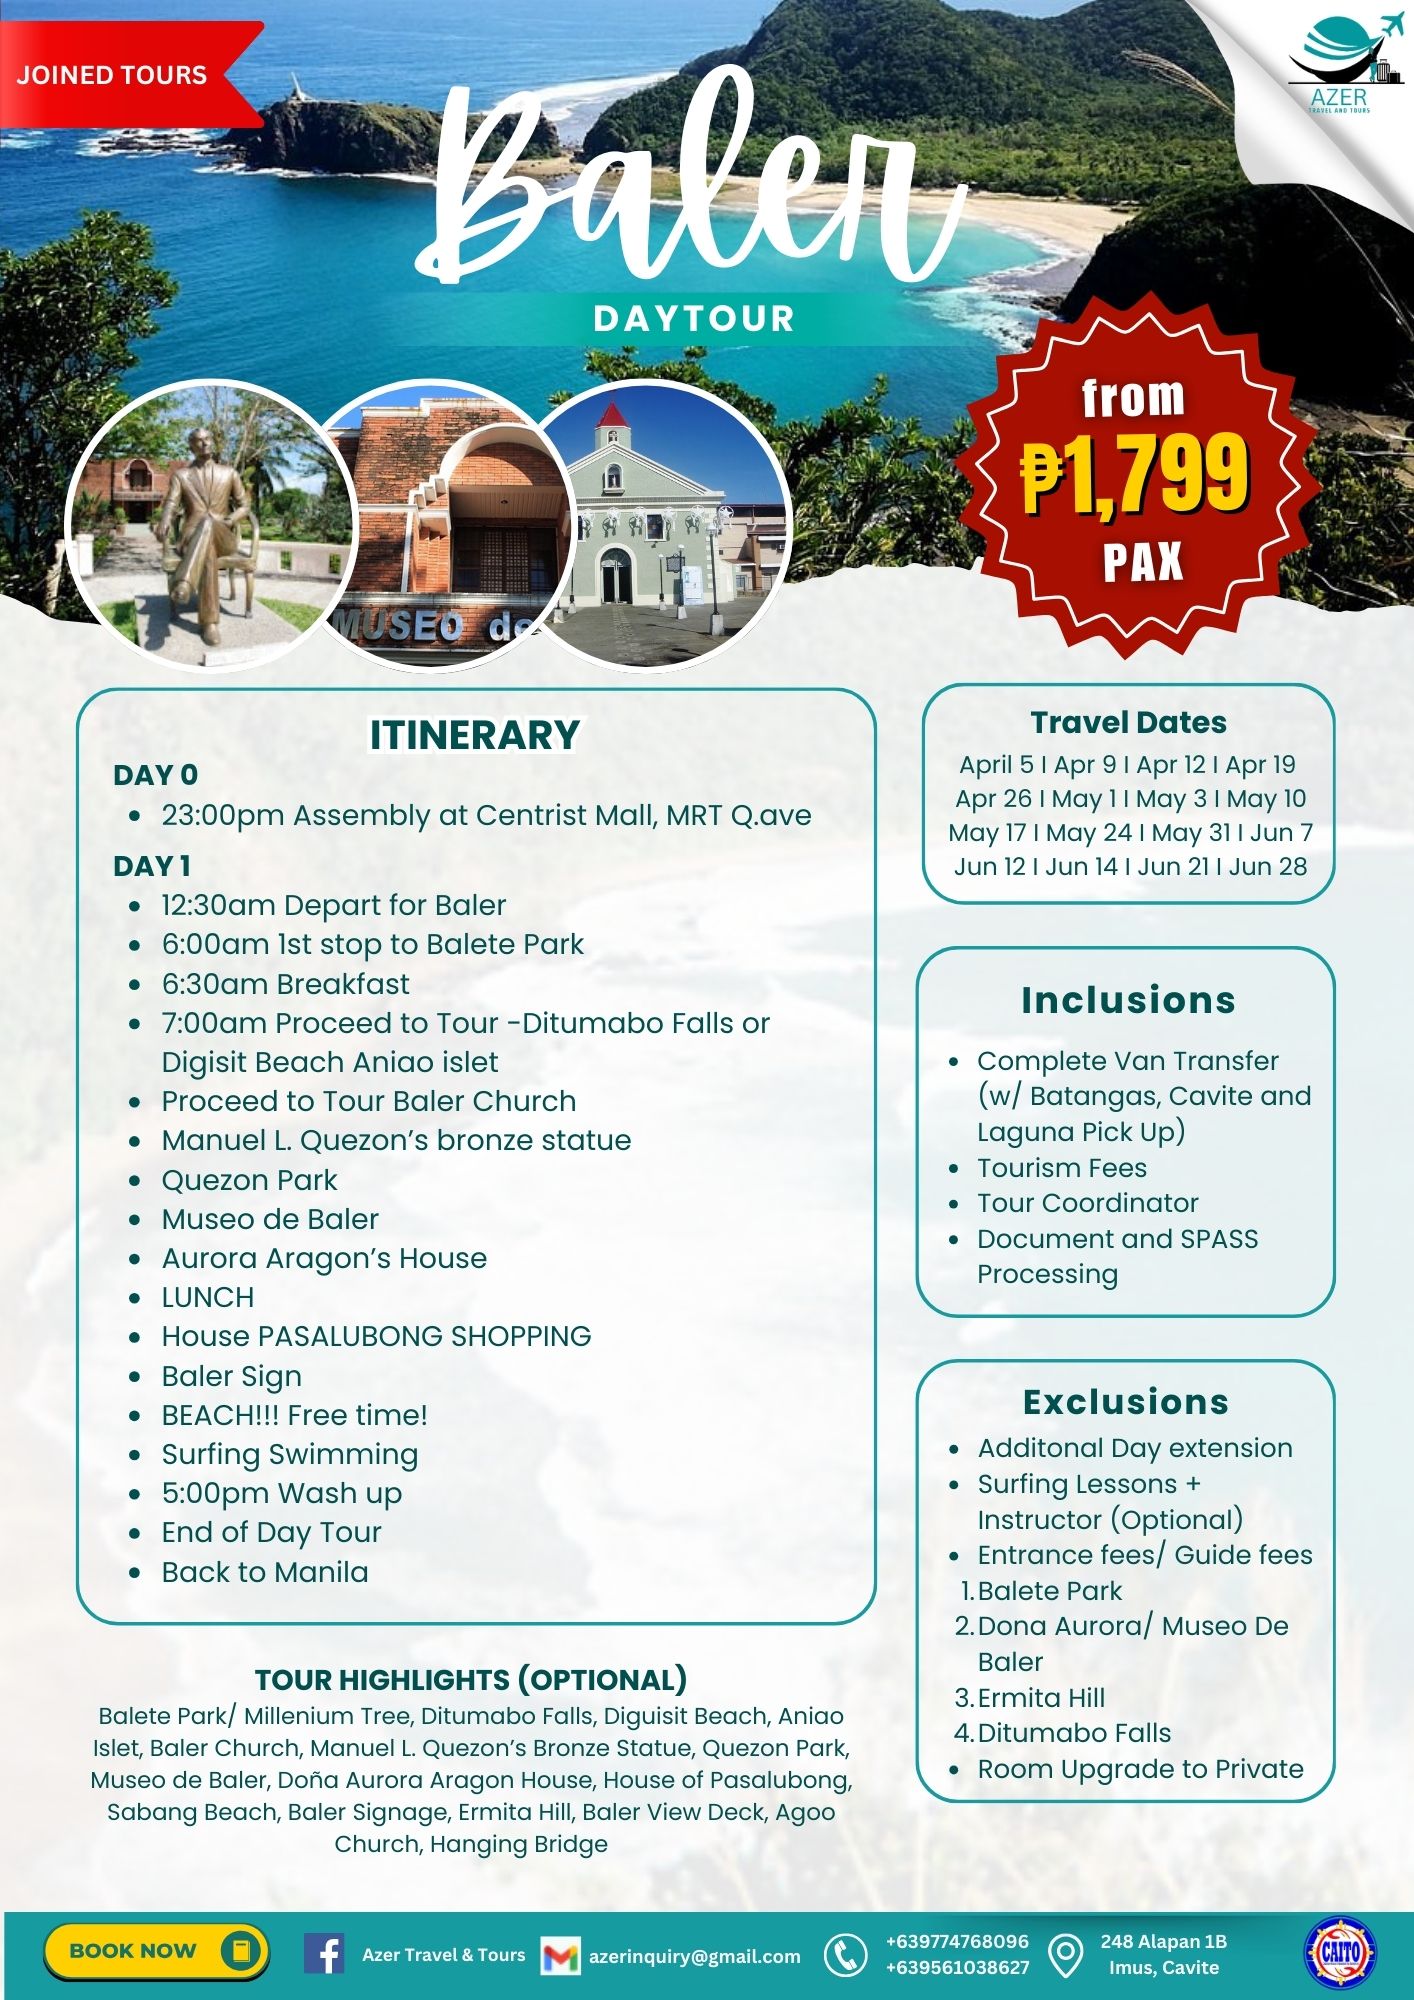 JOINED TOURS
AZER
TRAVEL AND TOURS
Baler
DAYTOUR
from
₱1,799
PAX
MUSEO de
ITINERARY
DAY 0
• 23:00pm Assembly at Centrist Mall, MRT Q.ave
DAY 1
• 12:30am Depart for Baler
• 6:00am 1st stop to Balete Park
• 6:30am Breakfast
• 7:00am Proceed to Tour -Ditumabo Falls or
Digisit Beach Aniao islet
• Proceed to Tour Baler Church
• Manuel L. Quezon’s bronze statue
• Quezon Park
• Museo de Baler
• Aurora Aragon’s House
• LUNCH
• House PASALUBONG SHOPPING
• Baler Sign
• BEACH!!! Free time!
• Surfing Swimming
• 5:00pm Wash up
• End of Day Tour
• Back to Manila
TOUR HIGHLIGHTS (OPTIONAL)
Balete Park/ Millenium Tree, Ditumabo Falls, Diguisit Beach, Aniao
Islet, Baler Church, Manuel L. Quezon’s Bronze Statue, Quezon Park,
Museo de Baler, Doña Aurora Aragon House, House of Pasalubong,
Sabang Beach, Baler Signage, Ermita Hill, Baler View Deck, Agoo
Church, Hanging Bridge
Travel Dates
April 5 I Apr 9 I Apr 12 I Apr 19
Apr 26 I May 1 I May 3 I May 10
May 17 I May 24 I May 31 I Jun 7
Jun 12 I Jun 14 I Jun 21 I Jun 28
Inclusions
• Complete Van Transfer
(w/ Batangas, Cavite and
Laguna Pick Up)
• Tourism Fees
• Tour Coordinator
• Document and SPASS
Processing
Exclusions
• Additonal Day extension
• Surfing Lessons +
Instructor (Optional)
• Entrance fees/ Guide fees
1. Balete Park
2. Dona Aurora/ Museo De
Baler
3. Ermita Hill
4. Ditumabo Falls
• Room Upgrade to Private
BOOK NOW
Azer Travel & Tours
azerinquiry@gmail.com
+639774768096
+639561038627
248 Alapan 1B
Imus, Cavite
CAITO